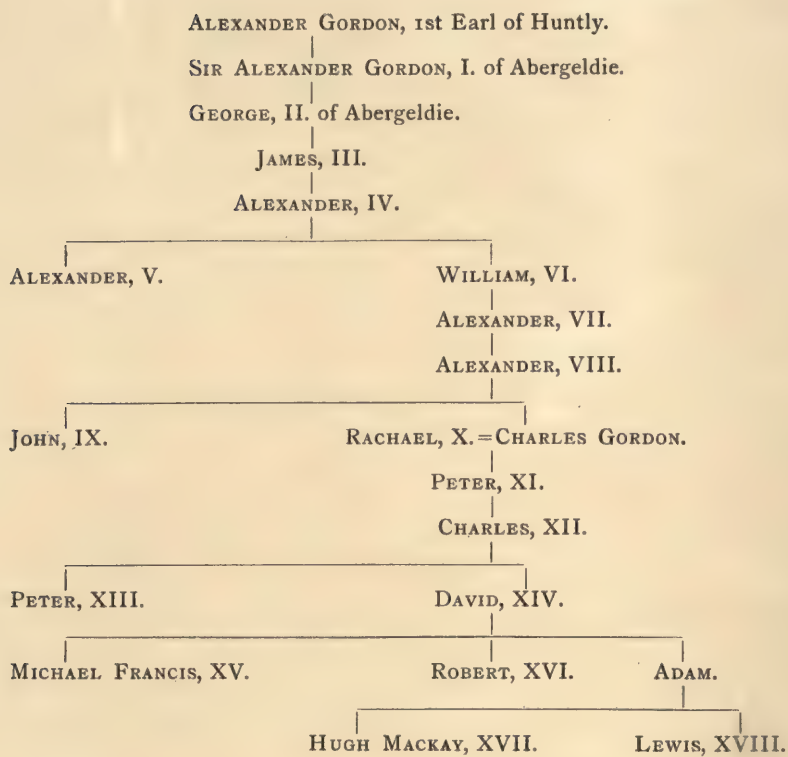 ALEXANDER GORDON, 1st Earl of Huntly.
SIR ALEXANDER GORDON, I. of Abergeldie.
GEORGE, II. of Abergeldie.
JAMES, III.
ALEXANDER, IV.
ALEXANDER, V. WILLIAM, VI.
ALEXANDER, VII.
ALEXANDER, VIII.
JOHN, IX. RACHAEL, X.=CHARLES GORDON.
PETER, XI.
CHARLES, XII.
PETER, XIII. DAVID, XIV.
MICHAEL FRANCIS, XV. ROBERT, XVI. ADAM.
HUGH MACKAY, XVII. LEWIS, XVIII.